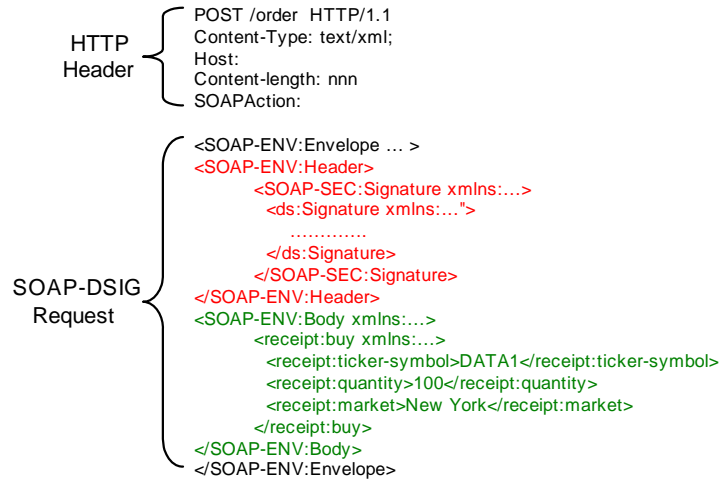 HTTP
Header
POST /order HTTP/1.1
Content-Type: text/xml;
Host:
Content-length: nnn
SOAPAction:
SOAP-DSIG
Request
<SOAP-ENV:Envelope ... >
<SOAP-ENV:Header>
<SOAP-SEC:Signature xmlns:...>
<ds:Signature xmlns:...">
.............
</ds:Signature>
</SOAP-SEC:Signature>
</SOAP-ENV:Header>
<SOAP-ENV:Body xmlns:...>
<receipt:buy xmlns:...>
<receipt:ticker-symbol>DATA1</receipt:ticker-symbol>
<receipt:quantity>100</receipt:quantity>
<receipt:market>New York</receipt:market>
</receipt:buy>
</SOAP-ENV:Body>
</SOAP-ENV:Envelope>